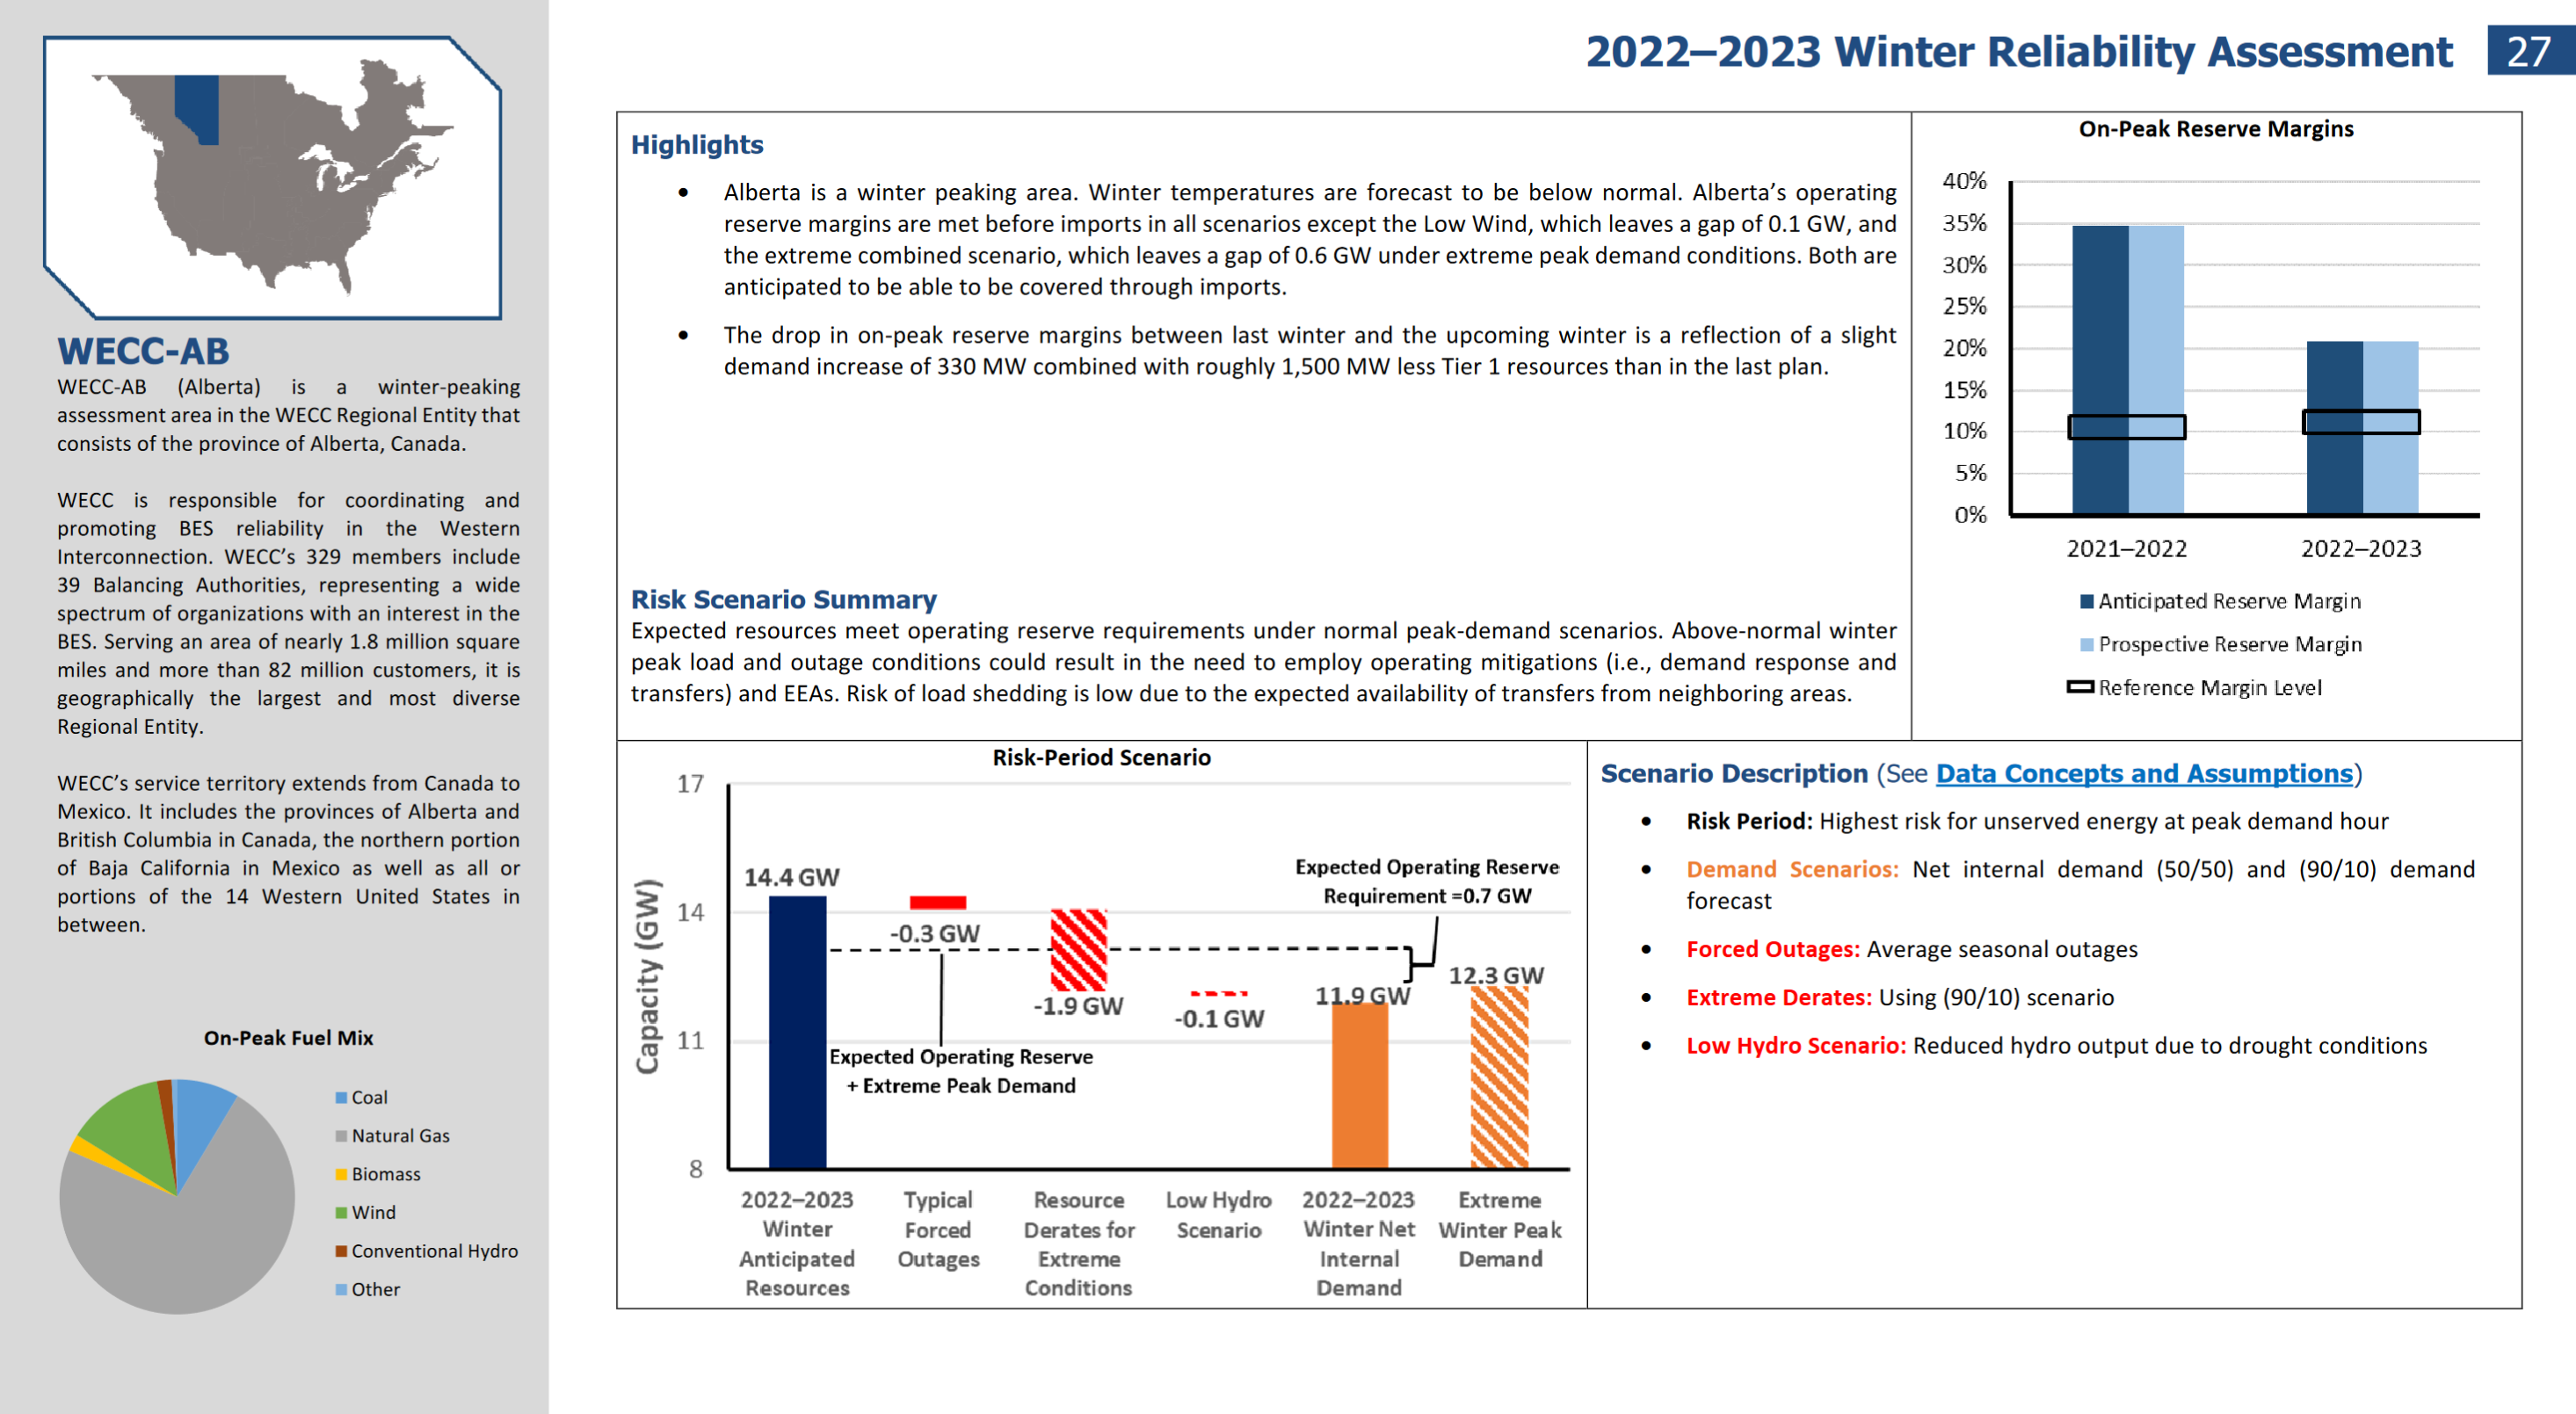 2022–2023 Winter Reliability Assessment 27
WECC-AB
WECC-AB (Alberta) is a winter-peaking
assessment area in the WECC Regional Entity that
consists of the province of Alberta, Canada.
WECC is responsible for coordinating and
promoting BES reliability in the Western
Interconnection. WECC’s 329 members include
39 Balancing Authorities, representing a wide
spectrum of organizations with an interest in the
BES. Serving an area of nearly 1.8 million square
miles and more than 82 million customers, it is
geographically the largest and most diverse
Regional Entity.
WECC’s service territory extends from Canada to
Mexico. It includes the provinces of Alberta and
British Columbia in Canada, the northern portion
of Baja California in Mexico as well as all or
portions of the 14 Western United States in
between.
On-Peak Fuel Mix
Coal
Natural Gas
Biomass
Wind
Conventional Hydro
Other
Highlights
• Alberta is a winter peaking area. Winter temperatures are forecast to be below normal. Alberta’s operating
reserve margins are met before imports in all scenarios except the Low Wind, which leaves a gap of 0.1 GW, and
the extreme combined scenario, which leaves a gap of 0.6 GW under extreme peak demand conditions. Both are
anticipated to be able to be covered through imports.
• The drop in on-peak reserve margins between last winter and the upcoming winter is a reflection of a slight
demand increase of 330 MW combined with roughly 1,500 MW less Tier 1 resources than in the last plan.
Risk Scenario Summary
Expected resources meet operating reserve requirements under normal peak-demand scenarios. Above-normal winter
peak load and outage conditions could result in the need to employ operating mitigations (i.e., demand response and
transfers) and EEAs. Risk of load shedding is low due to the expected availability of transfers from neighboring areas.
On-Peak Reserve Margins
40%
35%
30%
25%
20%
15%
10%
5%
0%
2021–2022 2022–2023
Anticipated Reserve Margin
Prospective Reserve Margin
Reference Margin Level
Risk-Period Scenario
Capacity (GW)
17
14
11
8
14.4 GW
-0.3 GW
-1.9 GW
-0.1 GW
11.9 GW
12.3 GW
Expected Operating Reserve
Requirement =0.7 GW
Expected Operating Reserve
+ Extreme Peak Demand
2022–2023
Winter
Anticipated
Resources
Typical
Forced
Outages
Resource
Derates for
Extreme
Conditions
Low Hydro
Scenario
2022–2023
Winter Net
Internal
Demand
Extreme
Winter Peak
Demand
Scenario Description (See Data Concepts and Assumptions)
• Risk Period: Highest risk for unserved energy at peak demand hour
• Demand Scenarios: Net internal demand (50/50) and (90/10) demand
forecast
• Forced Outages: Average seasonal outages
• Extreme Derates: Using (90/10) scenario
• Low Hydro Scenario: Reduced hydro output due to drought conditions